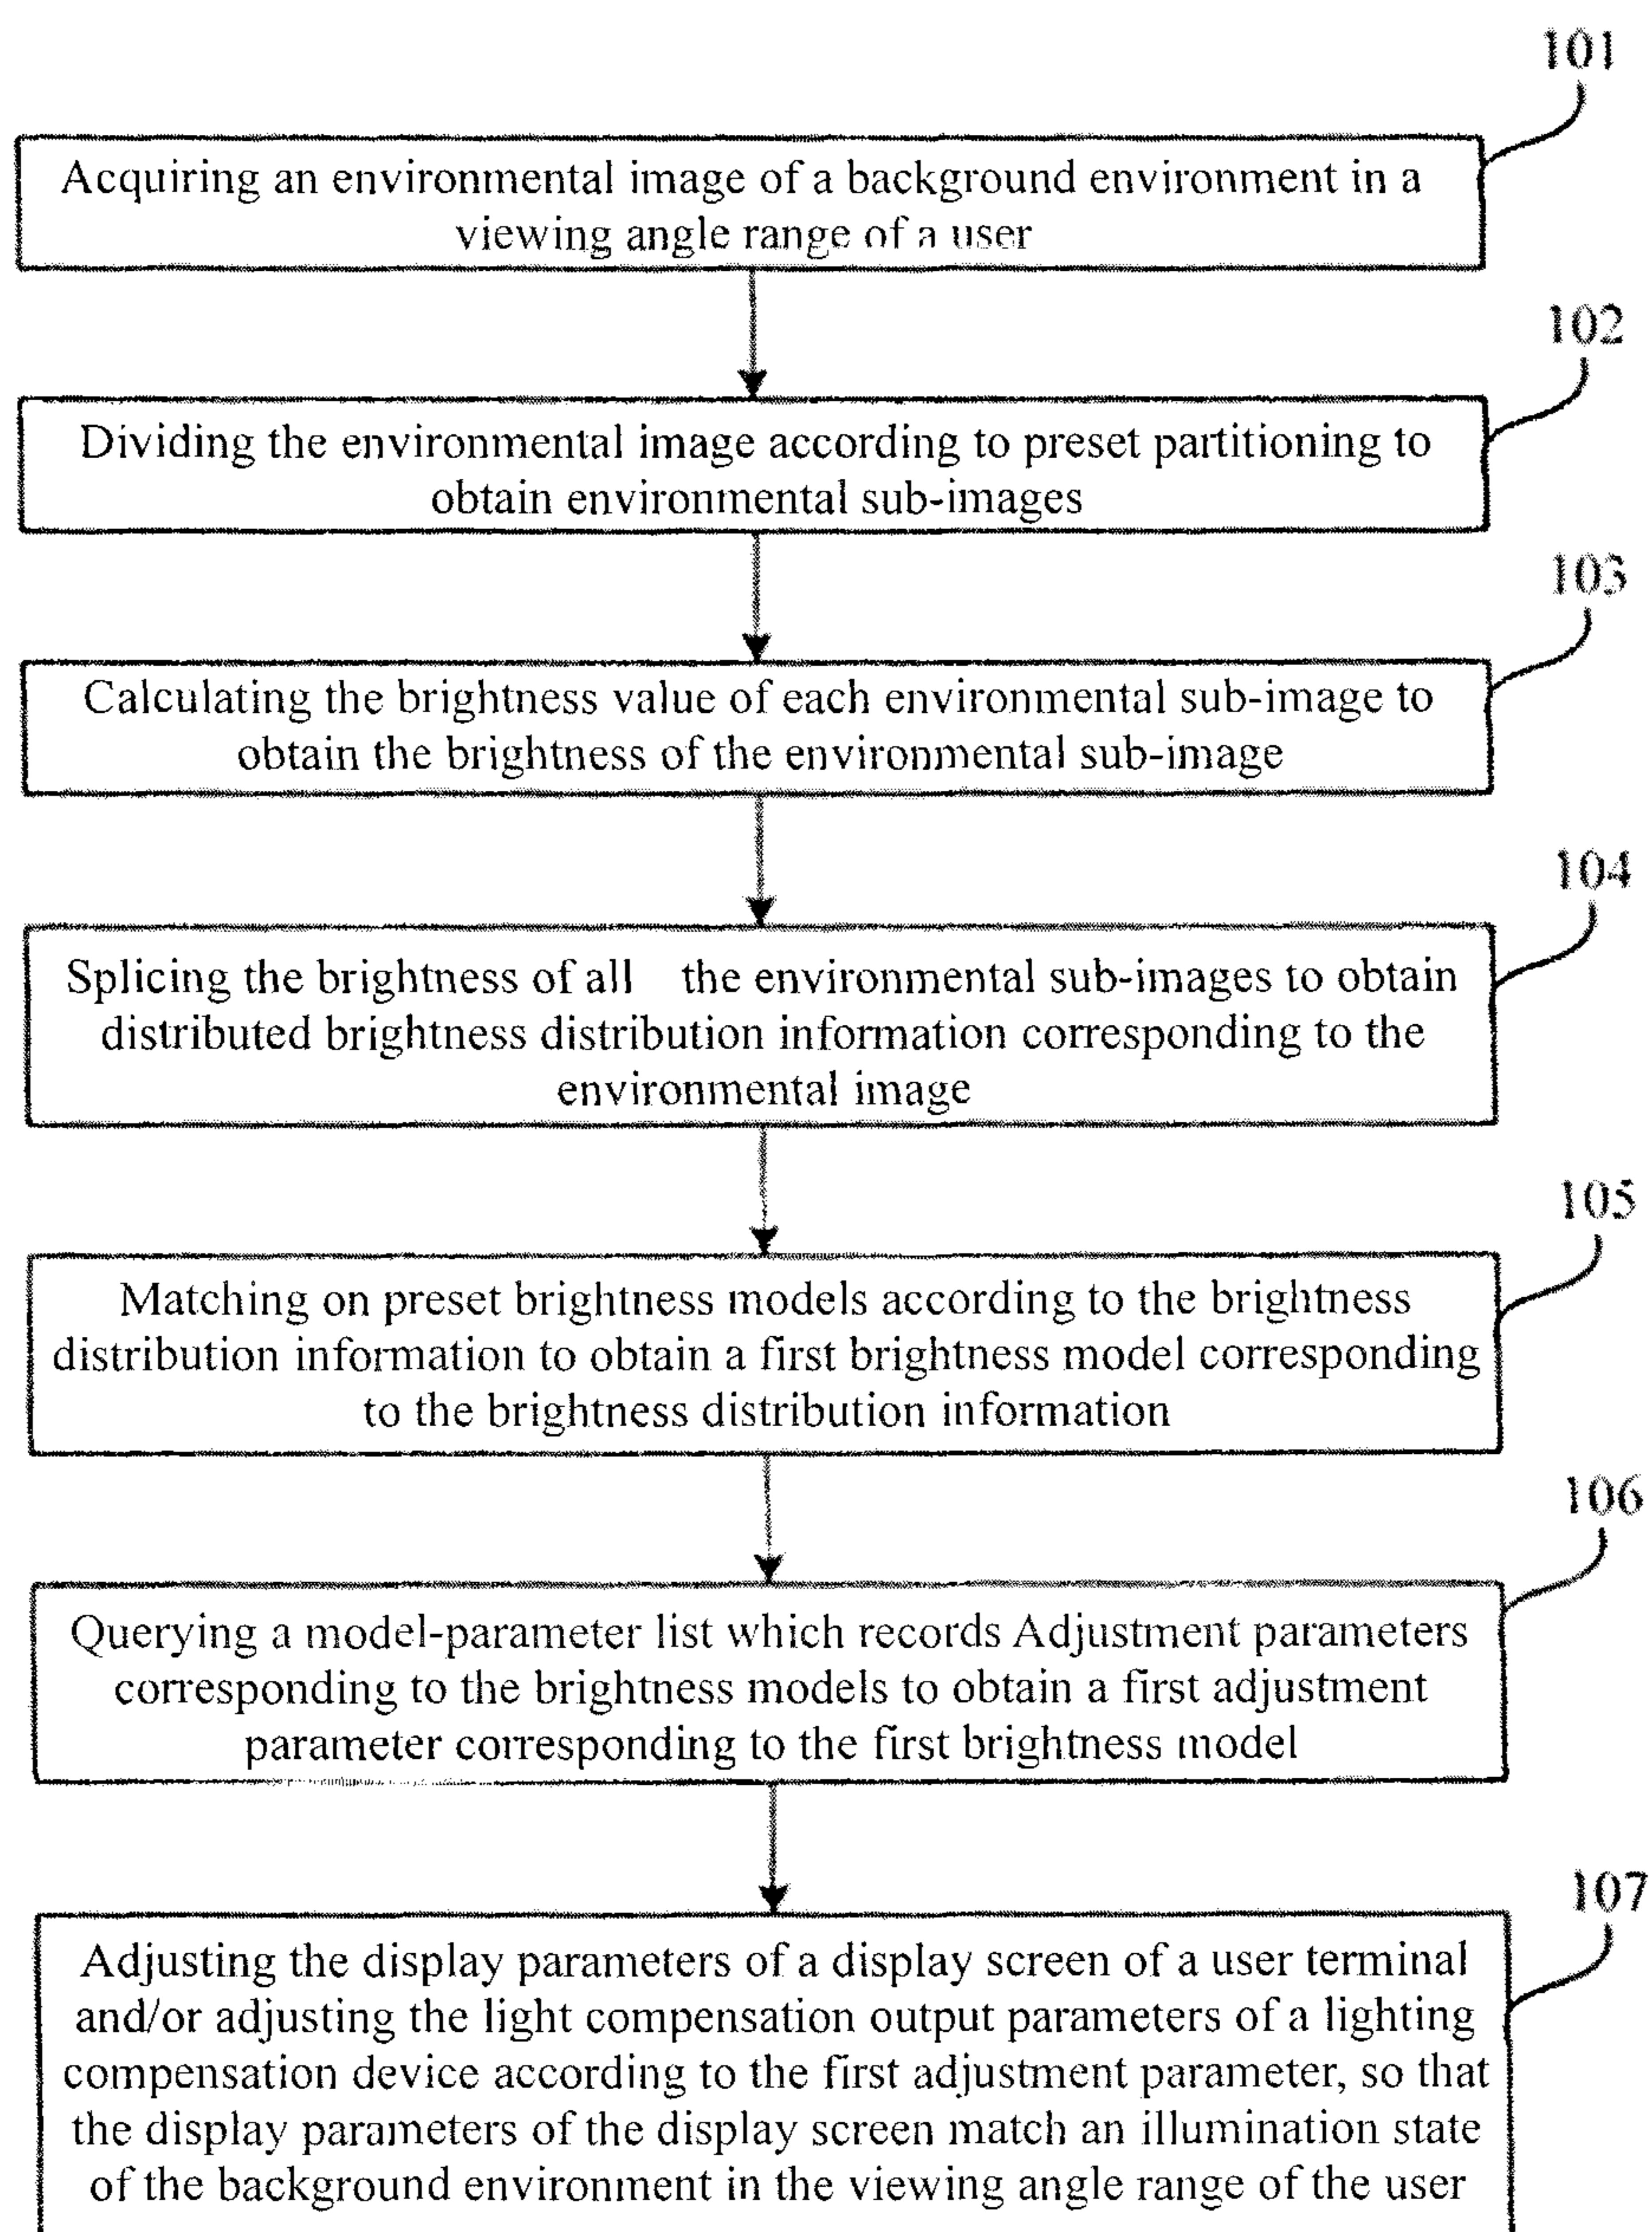 101
Acquiring an environmental image of a background environment in a
viewing angle range of a user
102
Dividing the environmental image according to preset partitioning to
obtain environmental sub-images
103
Calculating the brightness value of each environmental sub-image to
obtain the brightness of the environmental sub-image
104
Splicing the brightness of all the environmental sub-images to obtain
distributed brightness distribution information corresponding to the
environmental image
105
Matching on preset brightness models according to the brightness
distribution information to obtain a first brightness model corresponding
to the brightness distribution information
106
Querying a model-parameter list which records Adjustment parameters
corresponding to the brightness models to obtain a first adjustment
parameter corresponding to the first brightness model
107
Adjusting the display parameters of a display screen of a user terminal
and/or adjusting the light compensation output parameters of a lighting
compensation device according to the first adjustment parameter, so that
the display parameters of the display screen match an illumination state
of the background environment in the viewing angle range of the user